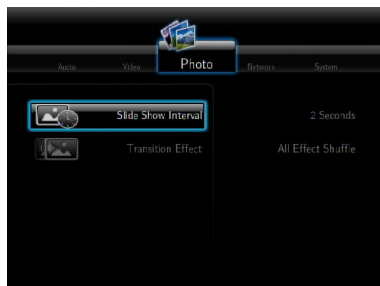 Audio Video Photo Network System
Slide Show Interval 2 Seconds
Transition Effect All Effect Shuffle